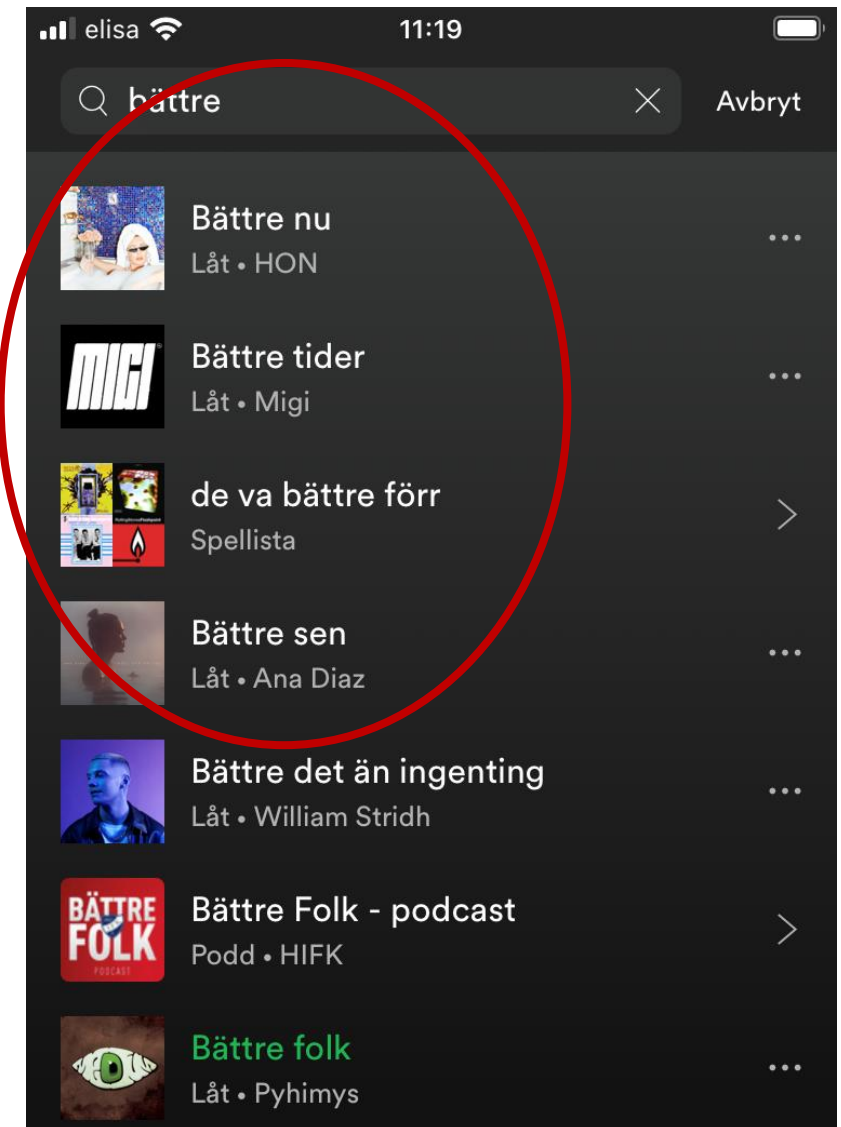 elisa 11:19
bättre Avbryt
Bättre nu
Låt • HON
MIGI
Bättre tider
Låt • Migi
de va bättre förr
Spellista
Bättre sen
Låt • Ana Diaz
Bättre det än ingenting
Låt • William Stridh
BÄTTRE
FOLK
PODCAST
Bättre Folk - podcast
Podd • HIFK
Bättre folk
Låt • Pyhimys